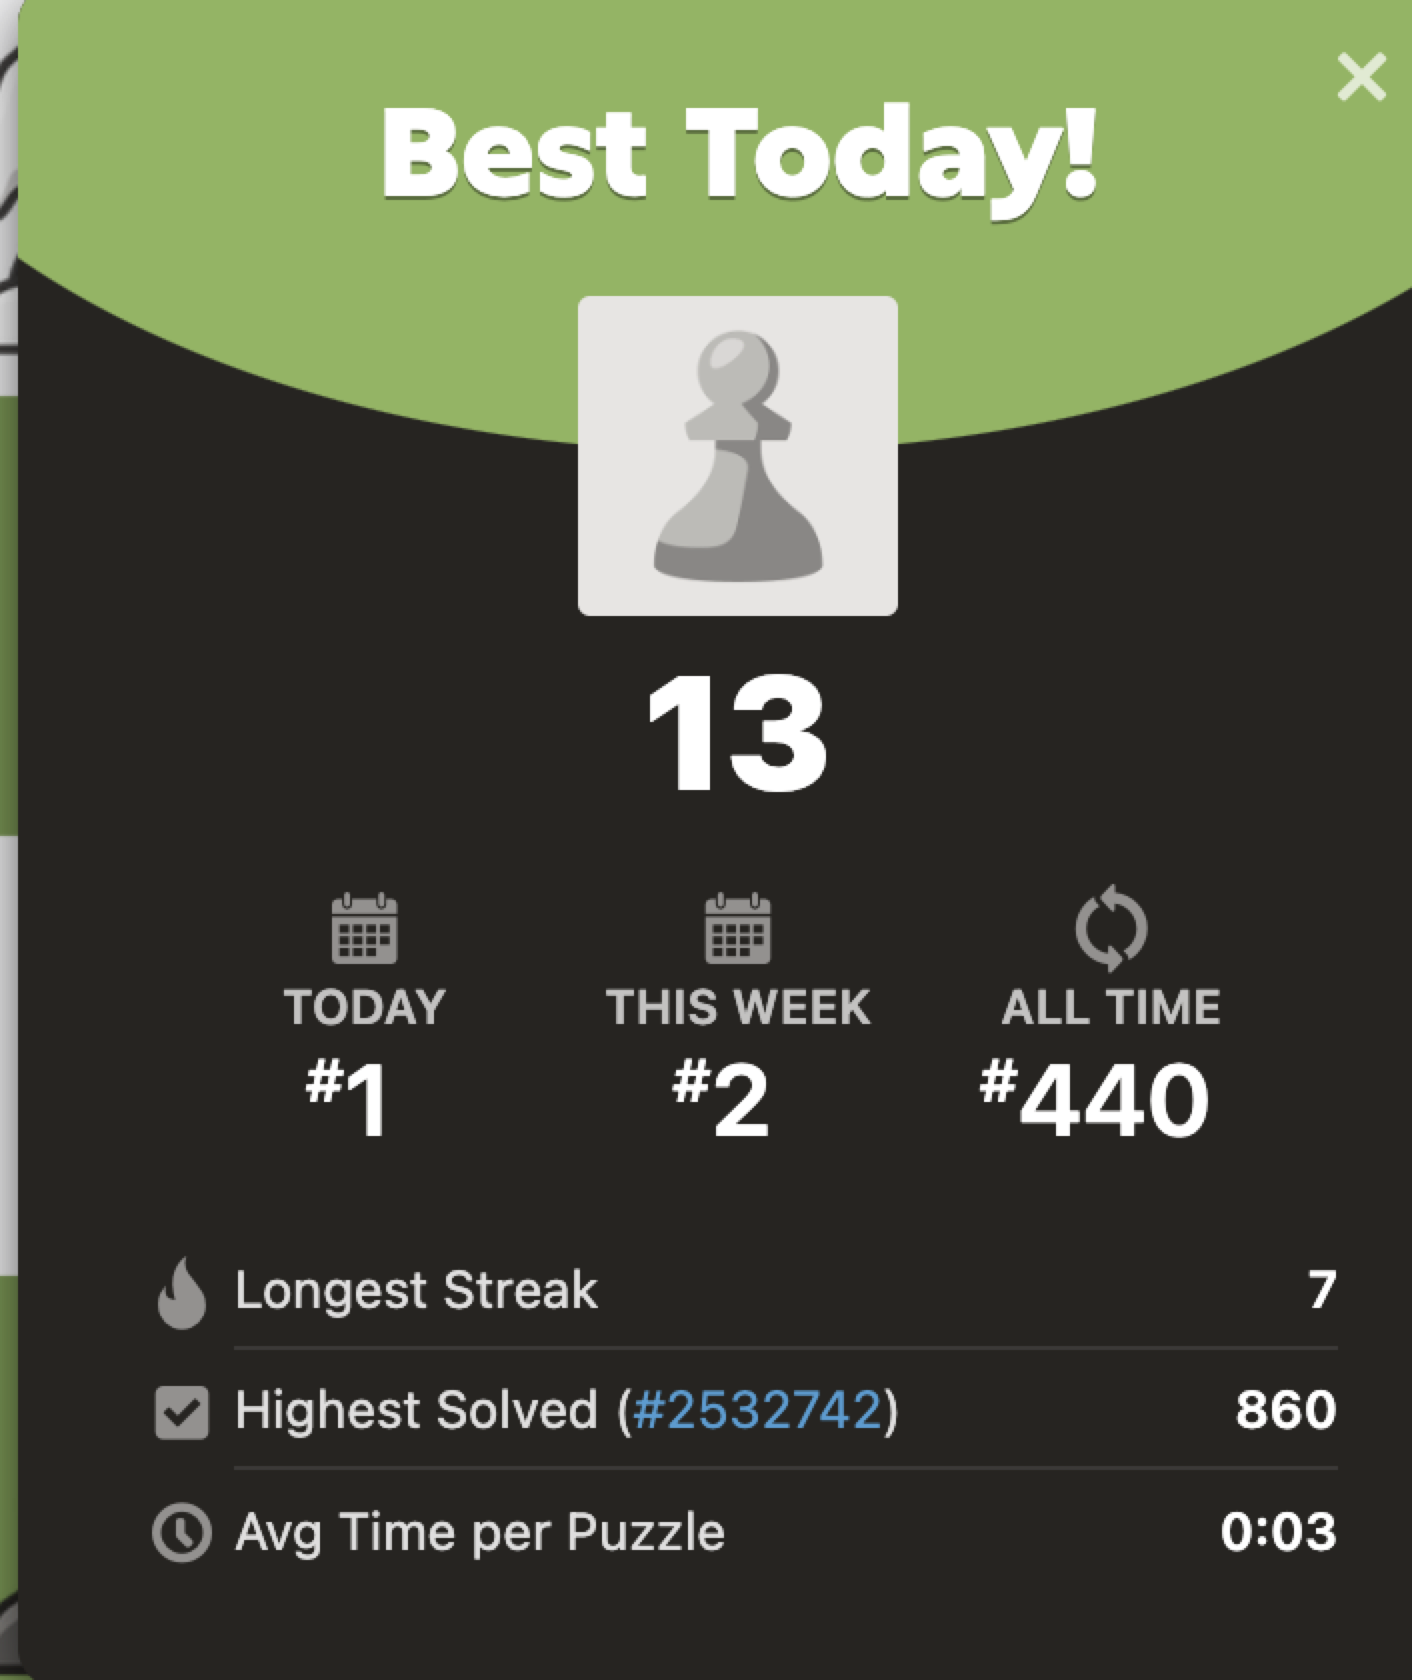 Best Today!
13
TODAY THIS WEEK ALL TIME
#1 #2 #440
Longest Streak 7
Highest Solved (#2532742) 860
Avg Time per Puzzle 0:03